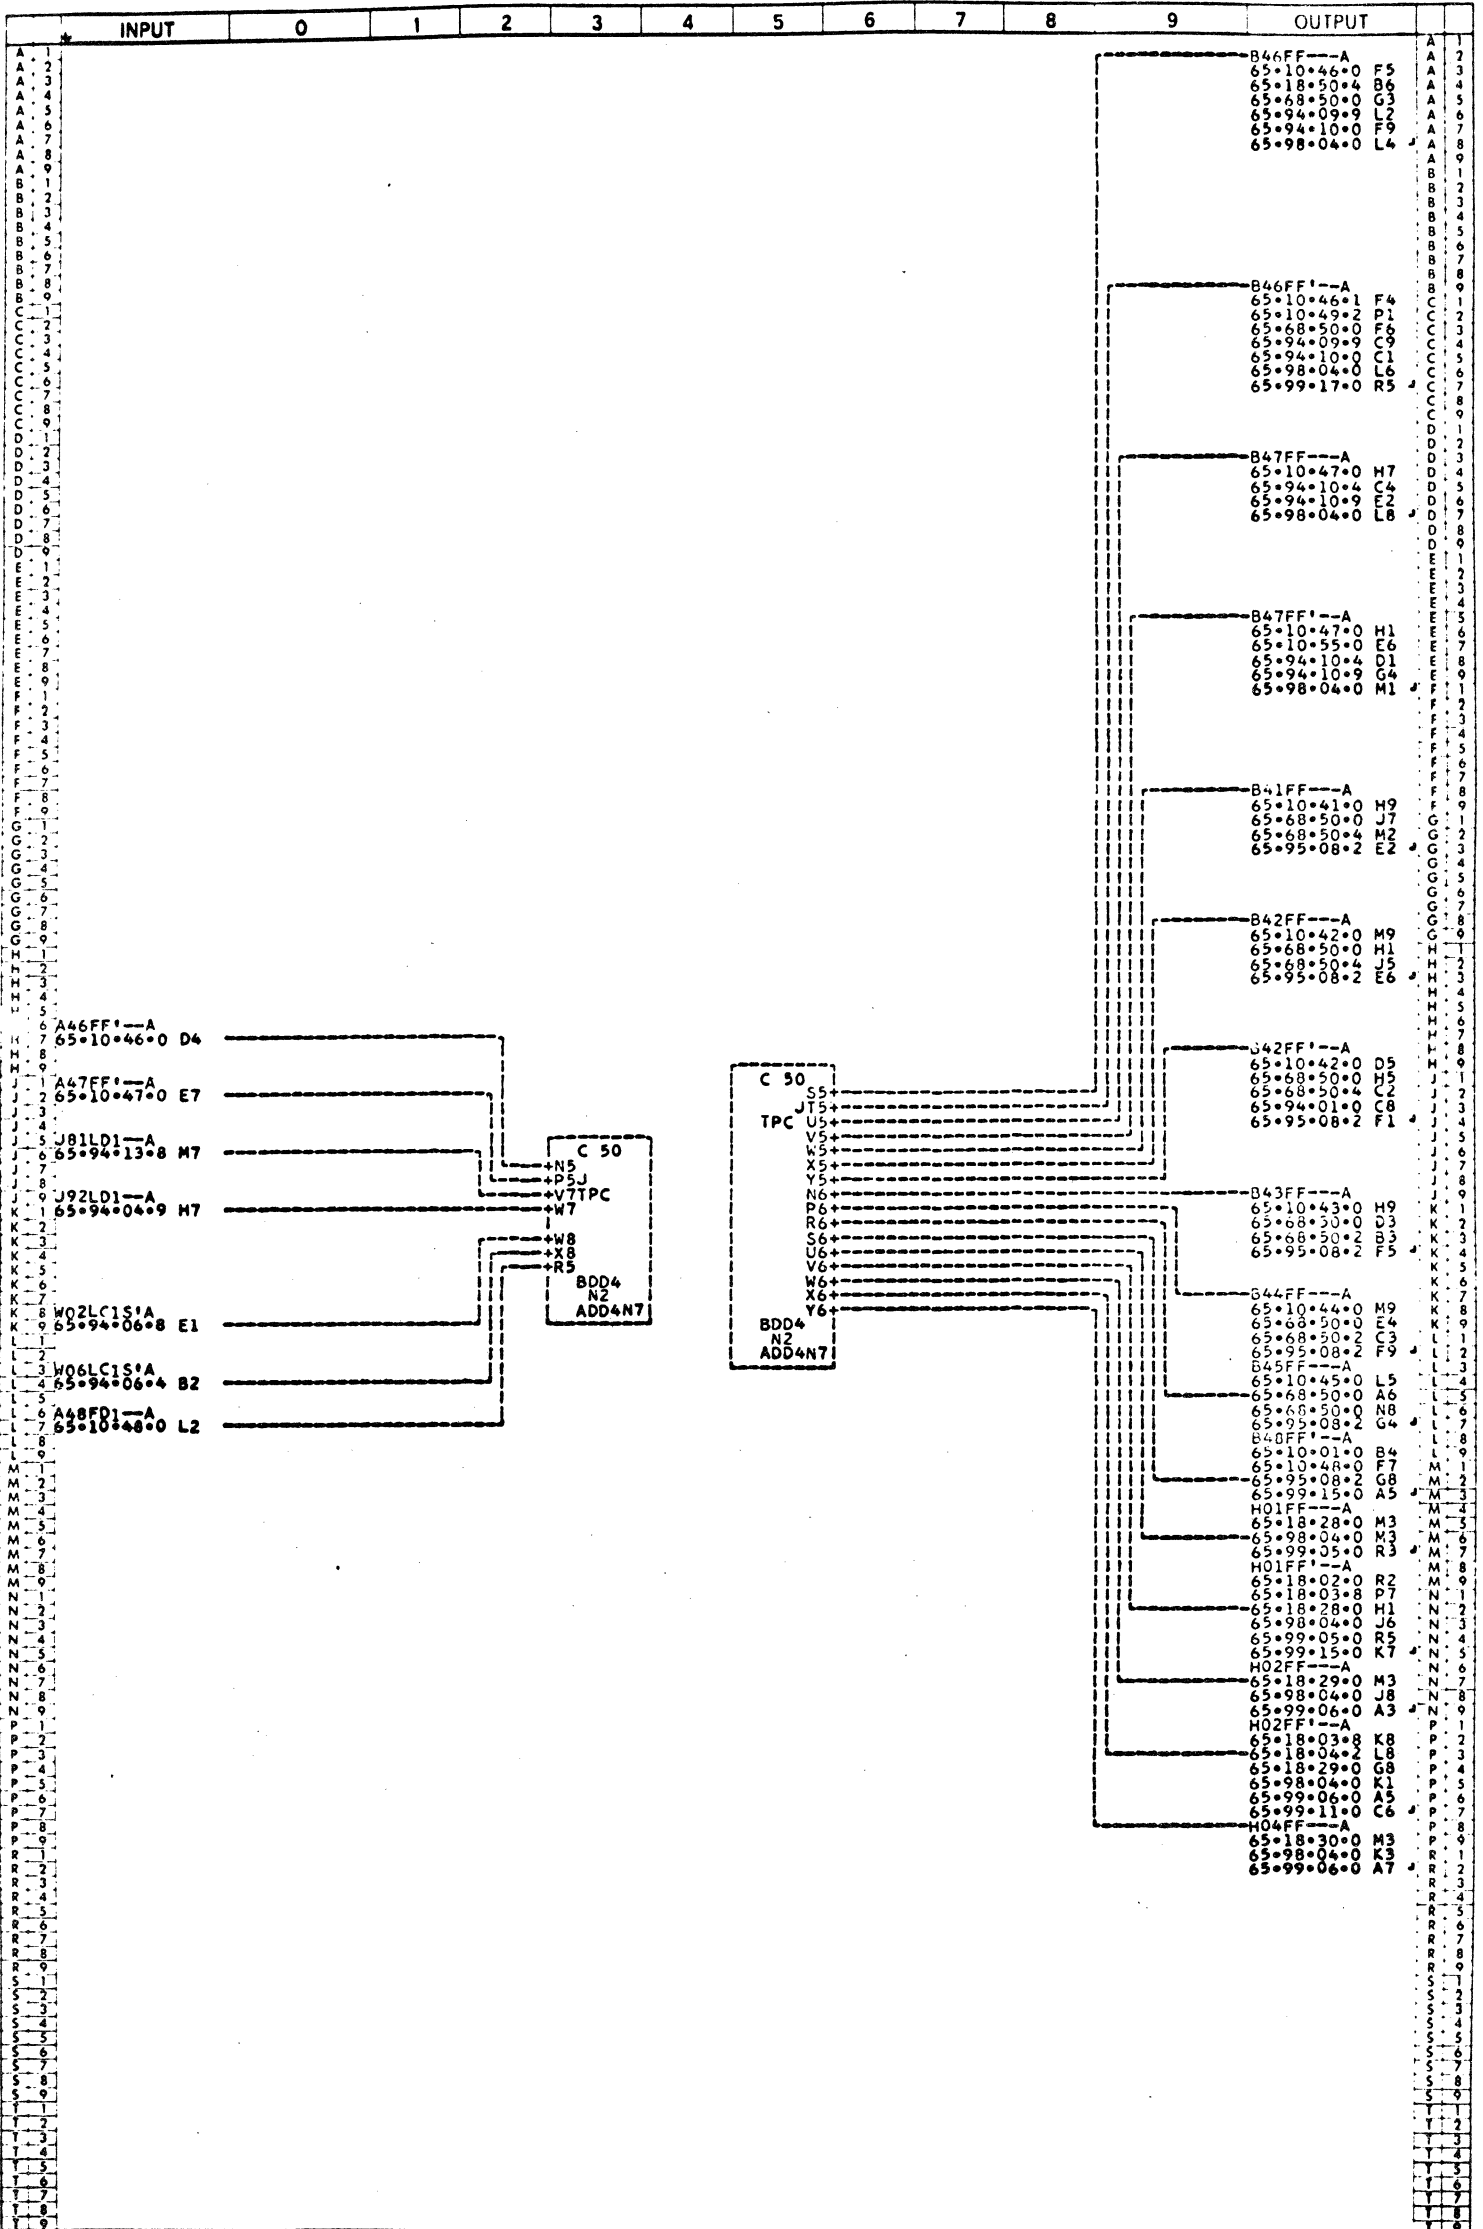 * INPUT 0 1 2 3 4 5 6 7 8 9 OUTPUT
B46FF---A
65•10•46•0 F5
65•18•50•4 B6
65•68•50•0 G3
65•94•09•9 L2
65•94•10•0 F9
65•98•04•0 L4
B46FF'--A
65•10•46•1 F4
65•10•49•2 P1
65•68•50•0 F6
65•94•09•9 C9
65•94•10•0 C1
65•98•04•0 L6
65•99•17•0 R5
B47FF---A
65•10•47•0 H7
65•94•10•4 C4
65•94•10•9 E2
65•98•04•0 L8
B47FF'--A
65•10•47•0 H1
65•10•55•0 E6
65•94•10•4 D1
65•94•10•9 G4
65•98•04•0 M1
B41FF---A
65•10•41•0 H9
65•68•50•0 J7
65•68•50•4 M2
65•95•08•2 E2
B42FF---A
65•10•42•0 M9
65•68•50•0 H1
65•68•50•4 J5
65•95•08•2 E6
A46FF'--A
65•10•46•0 D4
A47FF'--A
65•10•47•0 E7
J81LD1--A
65•94•13•8 M7
J92LD1--A
65•94•04•9 H7
W02LC1S'A
65•94•06•8 E1
W06LC1S'A
65•94•06•4 B2
A48FD1--A
65•10•48•0 L2
C 50
+N5
+P5J
+V7TPC
+W7
+W8
+X8
+R5
BDD4
N2
ADD4N7
C 50
S5+
JT5+
TPC U5+
V5+
W5+
X5+
Y5+
N6+
P6+
R6+
S6+
U6+
V6+
W6+
X6+
Y6+
BDD4
N2
ADD4N7
B42FF'--A
65•10•42•0 D5
65•68•50•0 H5
65•68•50•4 C2
65•94•01•0 C8
65•95•08•2 F1
B43FF---A
65•10•43•0 H9
65•68•50•0 D3
65•68•50•2 B3
65•95•08•2 F5
B44FF---A
65•10•44•0 M9
65•68•50•0 E4
65•68•50•2 C3
65•95•08•2 F9
B45FF---A
65•10•45•0 L5
65•68•50•0 A6
65•68•50•0 N8
65•95•08•2 G4
B48FF'--A
65•10•01•0 B4
65•10•48•0 F7
65•95•08•2 G8
65•99•15•0 A5
H01FF---A
65•18•28•0 M3
65•98•04•0 M3
65•99•05•0 R3
H01FF'--A
65•18•02•0 R2
65•18•03•8 P7
65•18•28•0 H1
65•98•04•0 J6
65•99•05•0 R5
65•99•15•0 K7
H02FF---A
65•18•29•0 M3
65•98•04•0 J8
65•99•06•0 A3
H02FF'--A
65•18•03•8 K8
65•18•04•2 L8
65•18•29•0 G8
65•98•04•0 K1
65•99•06•0 A5
65•99•11•0 C6
H04FF---A
65•18•30•0 M3
65•98•04•0 K3
65•99•06•0 A7